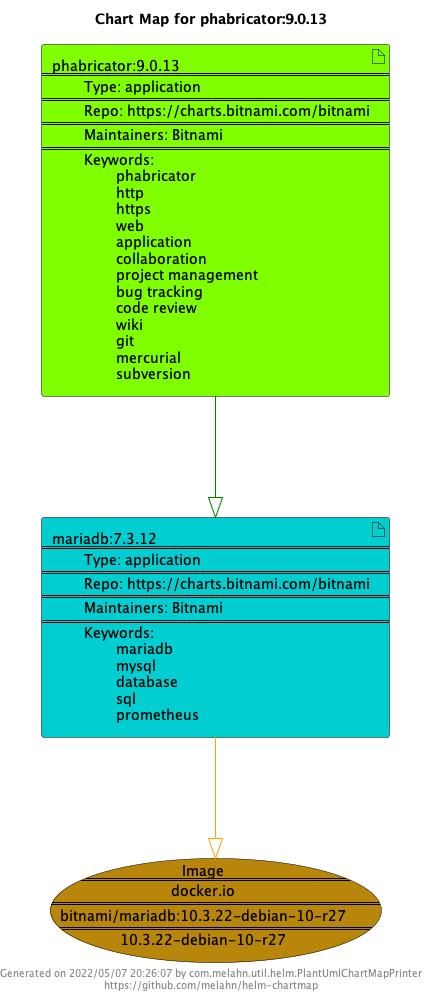 Chart Map for phabricator:9.0.13
phabricator:9.0.13
Type: application
Repo: https://charts.bitnami.com/bitnami
Maintainers: Bitnami
Keywords:
phabricator
http
https
web
application
collaboration
project management
bug tracking
code review
wiki
git
mercurial
subversion
mariadb:7.3.12
Type: application
Repo: https://charts.bitnami.com/bitnami
Maintainers: Bitnami
Keywords:
mariadb
mysql
database
sql
prometheus
Image
docker.io
bitnami/mariadb:10.3.22-debian-10-r27
10.3.22-debian-10-r27
Generated on 2022/05/07 20:26:07 by com.melahn.util.helm.PlantUmlChartMapPrinter
https://github.com/melahn/helm-chartmap